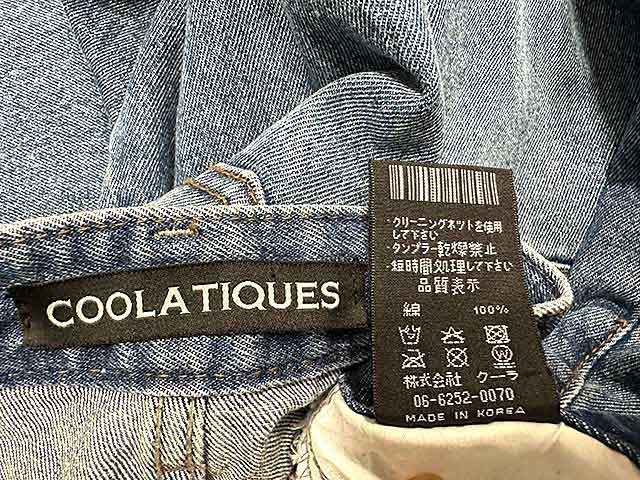 COOLATIQUES
・クリーニングネットを使用
して下さい
・タンブラー乾燥禁止
・短時間処理して下さい
品質表示
綿 100%
株式会社 クーラ
06-6252-0070
MADE IN KOREA